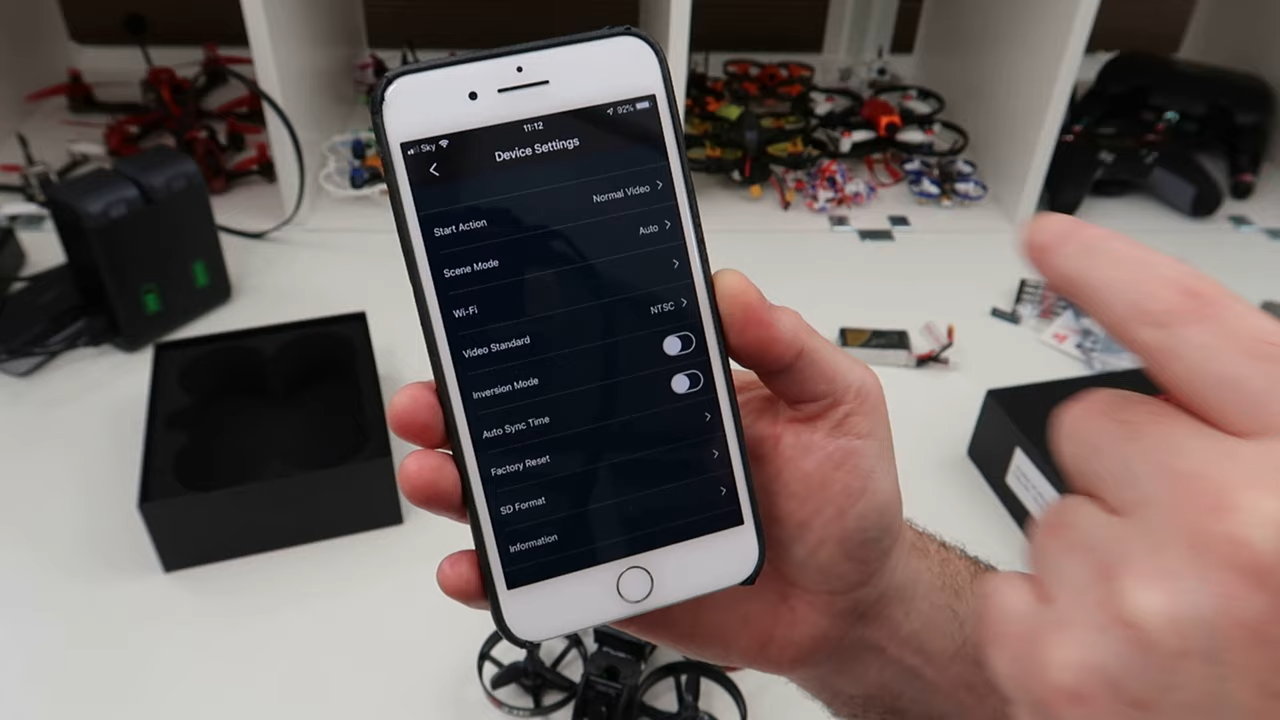 Sky 11:12 92%
Device Settings
Start Action Normal Video
Scene Mode Auto
Wi-Fi
Video Standard NTSC
Inversion Mode
Auto Sync Time
Factory Reset
SD Format
Information